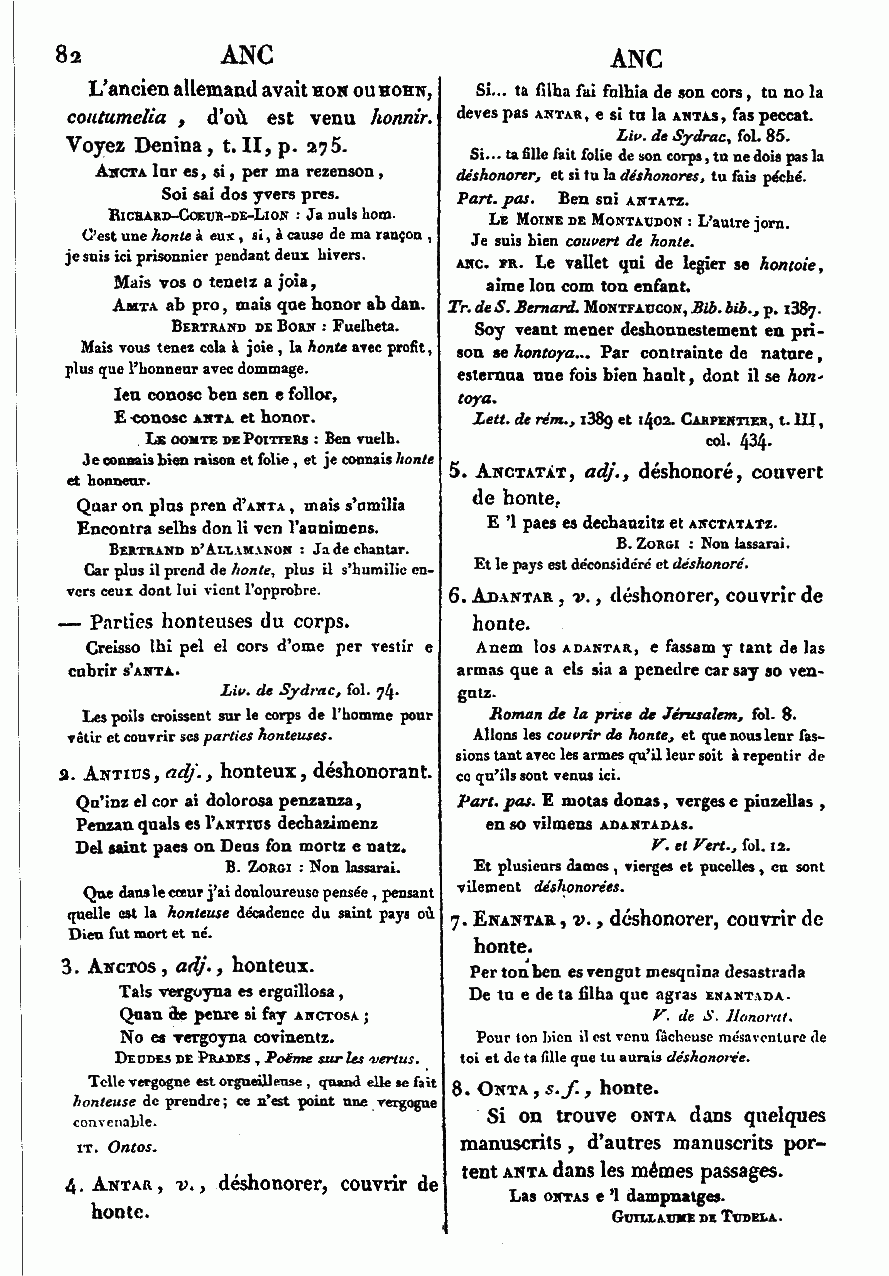 82 ANC ANC
L'ancien allemand avait HON OU HOHN,
contumelia , d'où est venu honnir.
Voyez Denina, t. II, p. 275.
ANCTA lur es, si, per ma rezenson,
Soi sai dos yvers pres.
RICHARD-COEUR-DE-LION : Ja nuls hom.
C'est une honte à eux, si, à cause de ma rançon,
je suis ici prisonnier pendant deux hivers.
Mais vos o tenetz a joia,
AMTA ab pro, mais que honor ab dan.
BERTRAND DE BORN : Fuelheta.
Mais vous tenez cela à joie, la honte avec profit,
plus que l'honneur avec dommage.
Ieu conosc ben sen e follor,
E conosc ANTA et honor.
LE COMTE DE POITIERS : Ben vuelh.
Je connais bien raison et folie, et je connais honte
et honneur.
Quar on plus pren d'ANTA, mais s'umilia
Encontra selhs don li ven l'aunimens.
BERTRAND D'ALLAMANON : Ja de chantar.
Car plus il prend de honte, plus il s'humilie en-
vers ceux dont lui vient l'opprobre.
— Parties honteuses du corps.
Creisso lhi pel el cors d'ome per vestir e
cubrir s'ANTA.
Liv. de Sydrac, fol. 74.
Les poils croissent sur le corps de l'homme pour
vêtir et couvrir ses parties honteuses.
2. ANTIUS, adj., honteux, déshonorant.
Qu'inz el cor ai dolorosa penzanza,
Penzan quals es l'ANTIUS dechazimenz
Del saint paes on Deus fon mortz e natz.
B. ZORGI : Non lassarai.
Que dans le cœur j'ai douloureuse pensée, pensant
quelle est la honteuse décadence du saint pays où
Dieu fut mort et né.
3. ANCTOS, adj., honteux.
Tals vergoyna es erguillosa,
Quan de penre si fay ANCTOSA ;
No es vergoyna covinentz.
DEUDES DE PRADES, Poëme sur les vertus.
Telle vergogne est orgueilleuse, quand elle se fait
honteuse de prendre; ce n'est point une vergogne
convenable.
IT. Ontos.
4. ANTAR, v., déshonorer, couvrir de
honte.
Si... ta filha fai fulhia de son cors, tu no la
deves pas ANTAR, e si tu la ANTAS, fas peccat.
Liv. de Sydrac, fol. 85.
Si... ta fille fait folie de son corps, tu ne dois pas la
déshonorer, et si tu la déshonores, tu fais péché.
Part. pas. Ben sui ANTATZ.
LE MOINE DE MONTAUDON : L'autre jorn.
Je suis bien couvert de honte.
ANC. FR. Le vallet qui de legier se hontoie,
aime lou com ton enfant.
Tr. de S. Bernard. MONTFAUCON, Bib. bib., p. 1387.
Soy veant mener deshonnestement en pri-
son se hontoya... Par contrainte de nature,
esternua une fois bien hault, dont il se hon-
toya.
Lett. de rém., 1389 et 1402. CARPENTIER, t. III,
col. 434.
5. ANCTATAT, adj., déshonoré, couvert
de honte.
E 'l paes es dechauzitz et ANCTATATZ.
B. ZORGI : Non lassarai.
Et le pays est déconsidéré et déshonoré.
6. ADANTAR, v., déshonorer, couvrir de
honte.
Anem los ADANTAR, e fassam y tant de las
armas que a els sia a penedre car say so ven-
gutz.
Roman de la prise de Jérusalem, fol. 8.
Allons les couvrir de honte, et que nous leur fas-
sions tant avec les armes qu'il leur soit à repentir de
ce qu'ils sont venus ici.
Part. pas. E motas donas, verges e piuzellas,
en so vilmens ADANTADAS.
V. et Vert., fol. 12.
Et plusieurs dames, vierges et pucelles, en sont
vilement déshonorées.
7. ENANTAR, v., déshonorer, couvrir de
honte.
Per ton ben es vengut mesquina desastrada
De tu e de ta filha que agras ENANTADA.
V. de S. Honorat.
Pour ton bien il est venu fâcheuse mésaventure de
toi et de ta fille que tu aurais déshonorée.
8. ONTA, s. f., honte.
Si on trouve ONTA dans quelques
manuscrits, d'autres manuscrits por-
tent ANTA dans les mêmes passages.
Las ONTAS e 'l dampnatges.
GUILLAUME DE TUDELA.